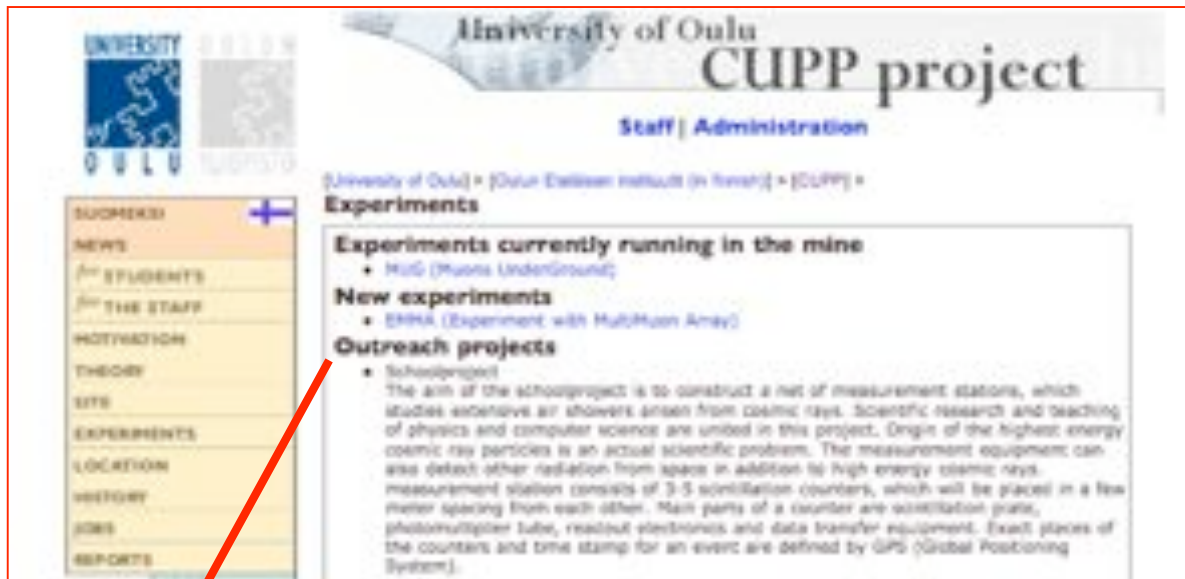 UNIVERSITY
OULU
University of Oulu
CUPP project
Staff | Administration
[University of Oulu] » [Oulun Eteläisen instituutti (in finnish)] » [CUPP] »
Experiments
SUOMEKSI
NEWS
for STUDENTS
for THE STAFF
MOTIVATION
THEORY
SITE
EXPERIMENTS
LOCATION
HISTORY
JOBS
REPORTS
Experiments currently running in the mine
• MUG (Muons UnderGround)
New experiments
• EMMA (Experiment with MultiMuon Array)
Outreach projects
• Schoolproject
The aim of the schoolproject is to construct a net of measurement stations, which
studies extensive air showers arisen from cosmic rays. Scientific research and teaching
of physics and computer science are united in this project. Origin of the highest energy
cosmic ray particles is an actual scientific problem. The measurement equipment can
also detect other radiation from space in addition to high energy cosmic rays.
measurement station consists of 3-5 scintillation counters, which will be placed in a few
meter spacing from each other. Main parts of a counter are scintillation plate,
photomultiplier tube, readout electronics and data transfer equipment. Exact places of
the counters and time stamp for an event are defined by GPS (Global Positioning
System).